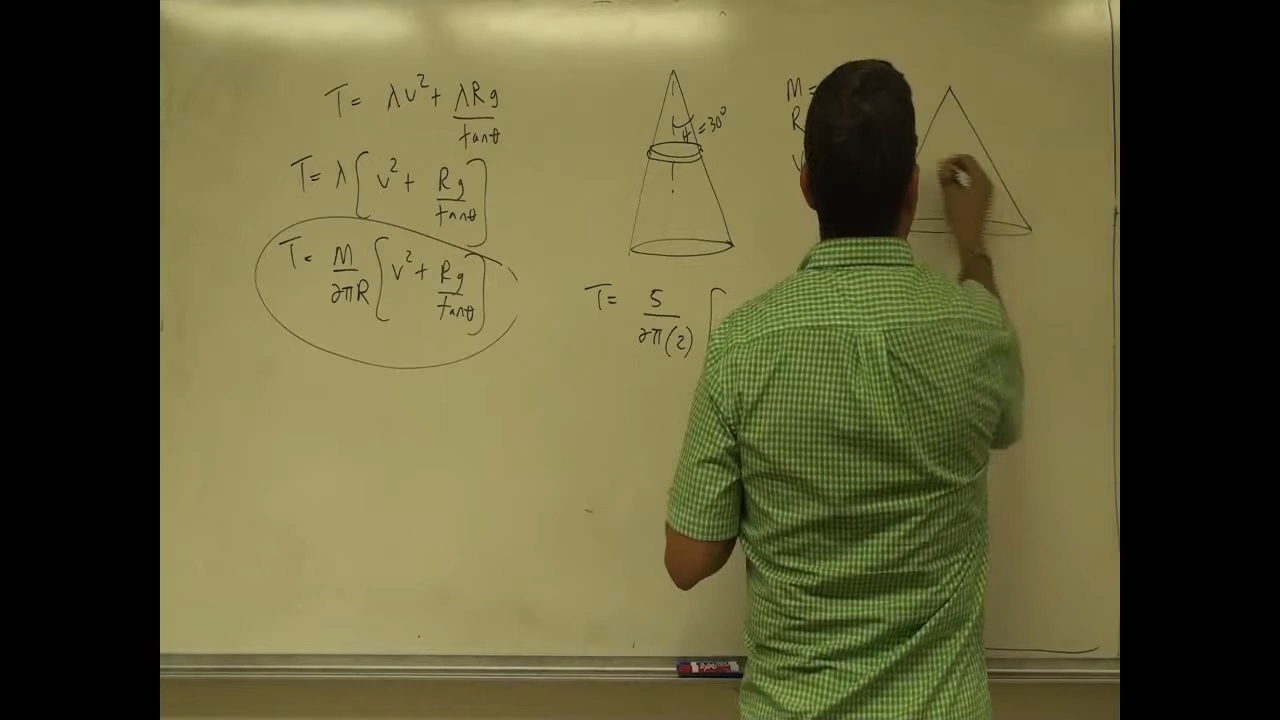 T = λv² + λRg/tanθ
T = λ[v² + Rg/tanθ]
T = M/2πR [v² + Rg/tanθ]
θ = 30°
M =
R
V
T = 5/2π(2) [